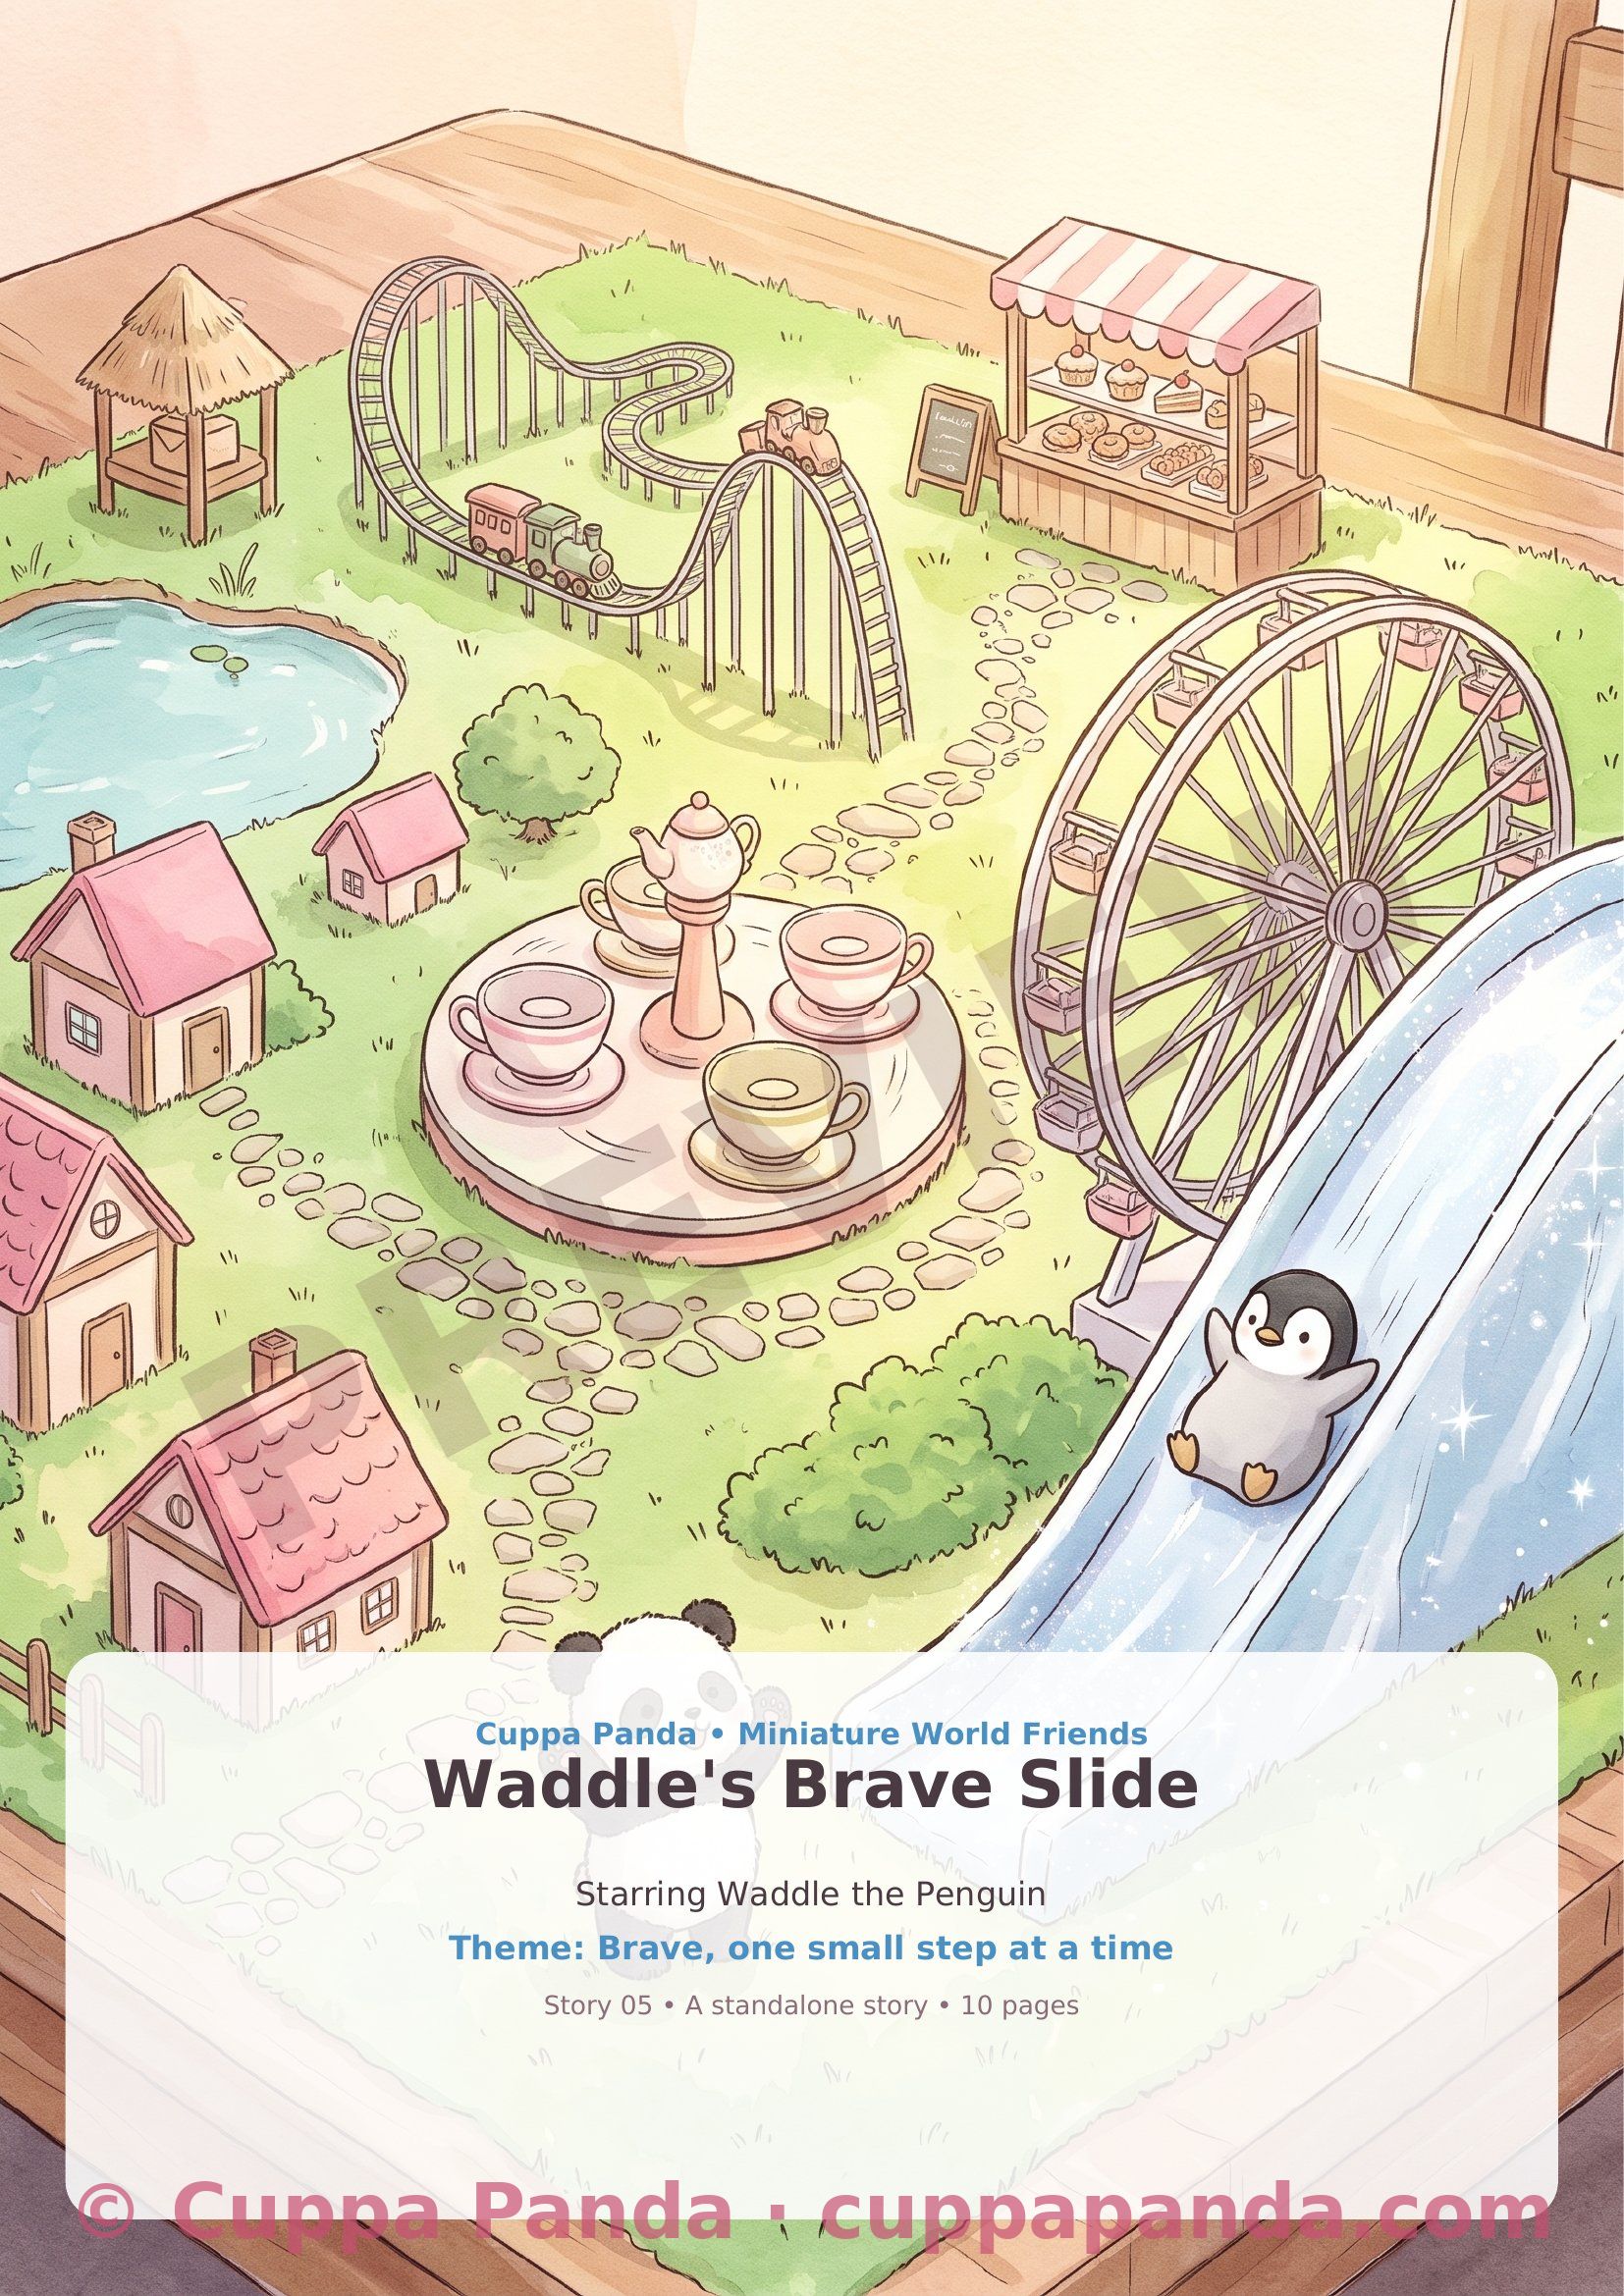 PREVIEW
Cuppa Panda • Miniature World Friends
Waddle's Brave Slide
Starring Waddle the Penguin
Theme: Brave, one small step at a time
Story 05 • A standalone story • 10 pages
© Cuppa Panda · cuppapanda.com